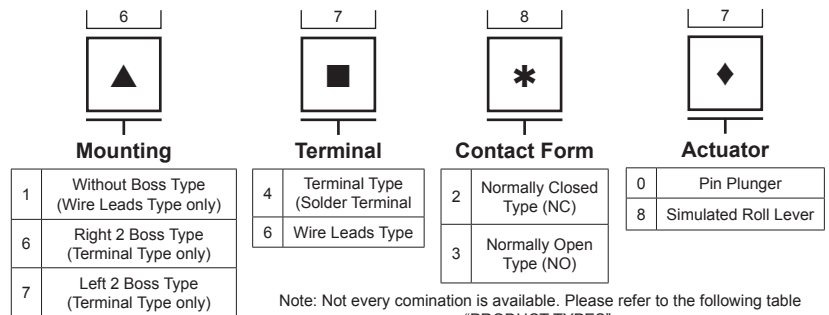 6 7 8 7
▲ ■ ✱ ♦
Mounting
1 Without Boss Type
(Wire Leads Type only)
6 Right 2 Boss Type
(Terminal Type only)
7 Left 2 Boss Type
(Terminal Type only)
Terminal
4 Terminal Type
(Solder Terminal
6 Wire Leads Type
Contact Form
2 Normally Closed
Type (NC)
3 Normally Open
Type (NO)
Actuator
0 Pin Plunger
8 Simulated Roll Lever
Note: Not every comination is available. Please refer to the following table
"PRODUCT TYPES"